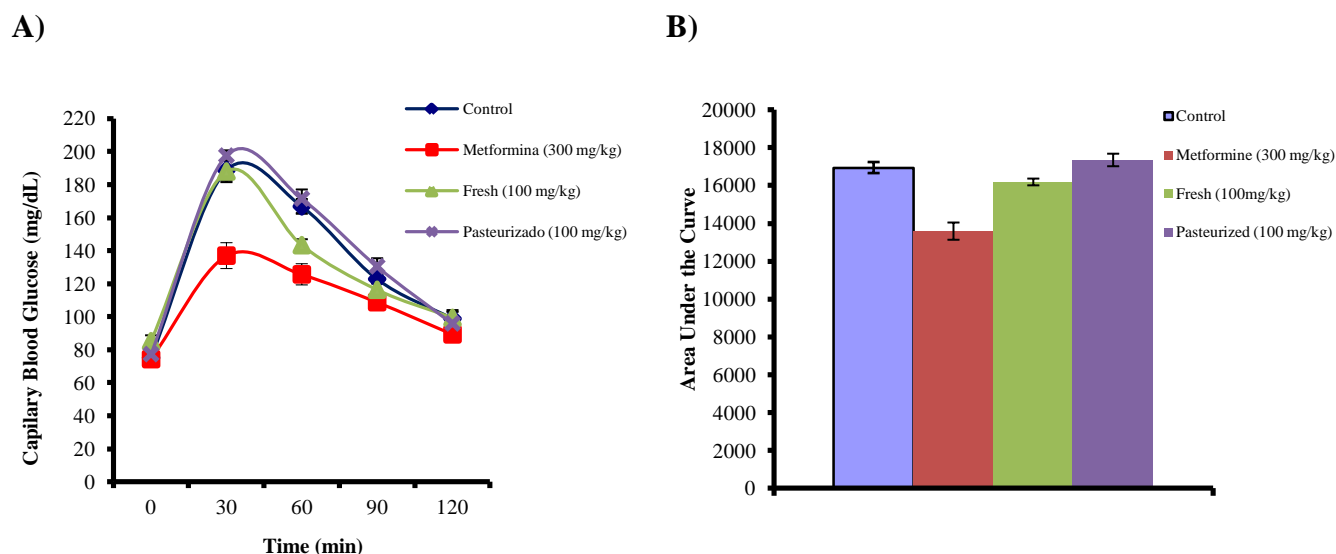 A)
Control
Metformina (300 mg/kg)
Fresh (100 mg/kg)
Pasteurizado (100 mg/kg)
Capilary Blood Glucose (mg/dL)
220
200
180
160
140
120
100
80
60
40
20
0
0 30 60 90 120
Time (min)
B)
Control
Metformine (300 mg/kg)
Fresh (100mg/kg)
Pasteurized (100 mg/kg)
Area Under the Curve
20000
18000
16000
14000
12000
10000
8000
6000
4000
2000
0